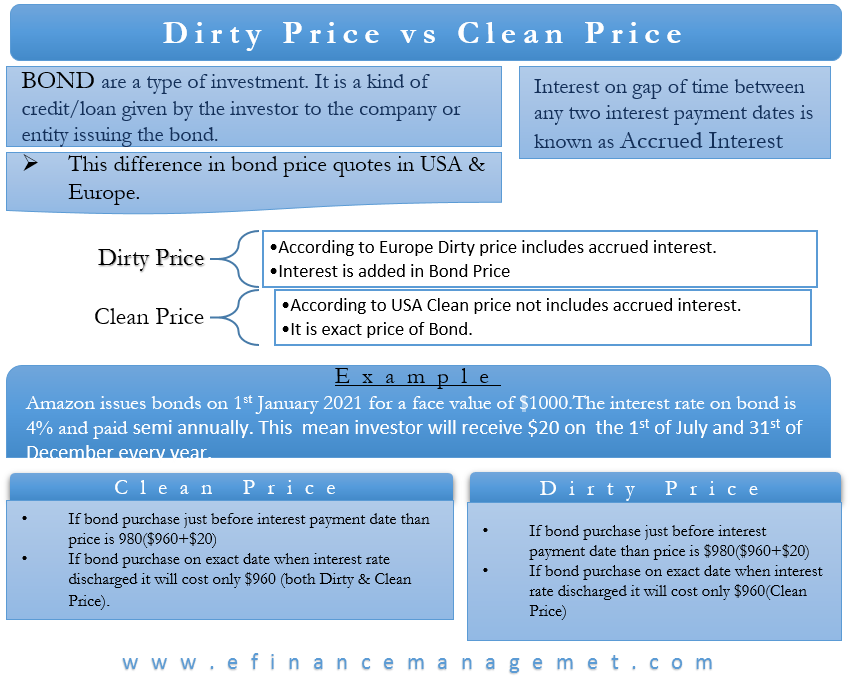 Dirty Price vs Clean Price
BOND are a type of investment. It is a kind of
credit/loan given by the investor to the company or
entity issuing the bond.
Interest on gap of time between
any two interest payment dates is
known as Accrued Interest
➢ This difference in bond price quotes in USA &
Europe.
Dirty Price
•According to Europe Dirty price includes accrued interest.
•Interest is added in Bond Price
Clean Price
•According to USA Clean price not includes accrued interest.
•It is exact price of Bond.
Example
Amazon issues bonds on 1st January 2021 for a face value of $1000.The interest rate on bond is
4% and paid semi annually. This mean investor will receive $20 on the 1st of July and 31st of
December every year.
Clean Price
• If bond purchase just before interest payment date than
price is 980($960+$20)
• If bond purchase on exact date when interest rate
discharged it will cost only $960 (both Dirty & Clean
Price).
Dirty Price
• If bond purchase just before interest
payment date than price is $980($960+$20)
• If bond purchase on exact date when interest
rate discharged it will cost only $960(Clean
Price)
www.efinancemanagemet.com